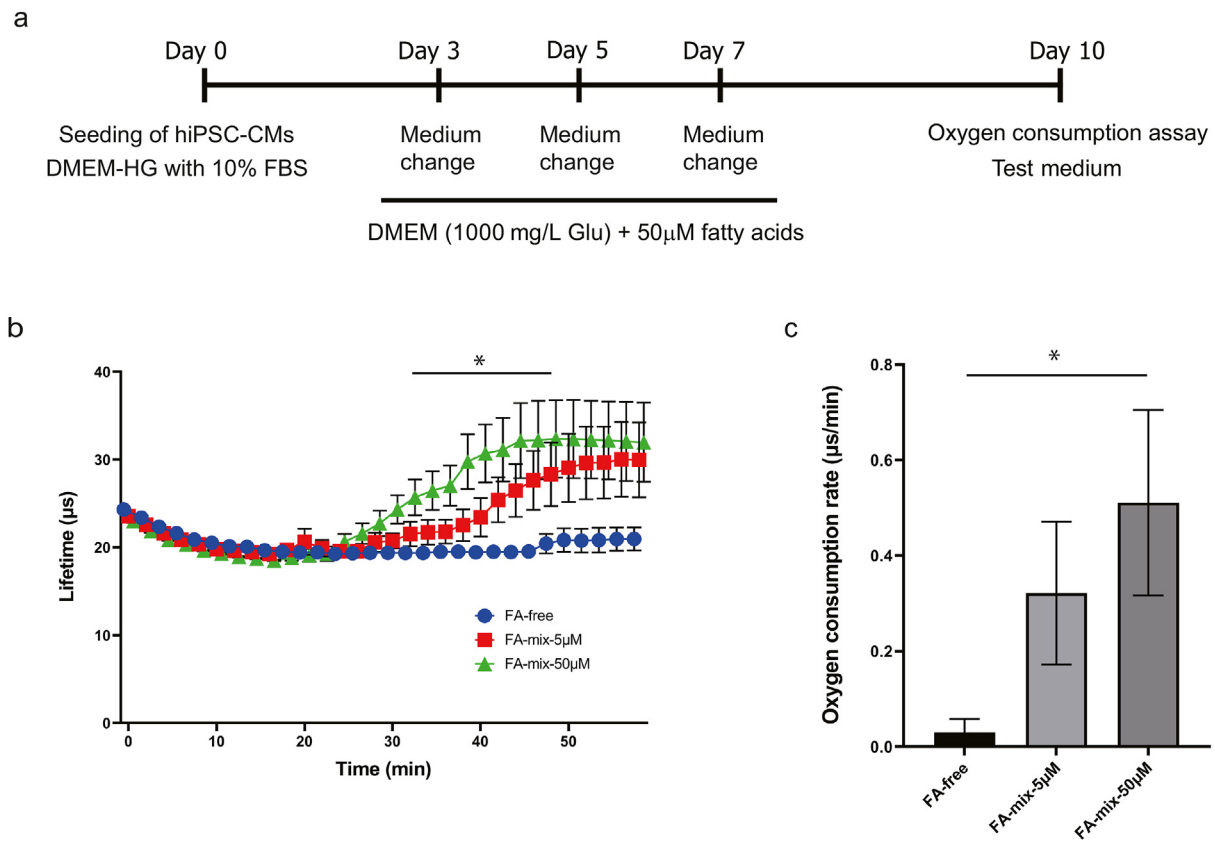 a
Day 0
Day 3
Day 5
Day 7
Day 10
Seeding of hiPSC-CMs
DMEM-HG with 10% FBS
Medium
change
Medium
change
Medium
change
Oxygen consumption assay
Test medium
DMEM (1000 mg/L Glu) + 50μM fatty acids
b
*
40
30
20
10
0
Lifetime (μs)
0
10
20
30
40
50
Time (min)
FA-free
FA-mix-5μM
FA-mix-50μM
c
*
0.8
0.6
0.4
0.2
0.0
Oxygen consumption rate (μs/min)
FA-free
FA-mix-5μM
FA-mix-50μM